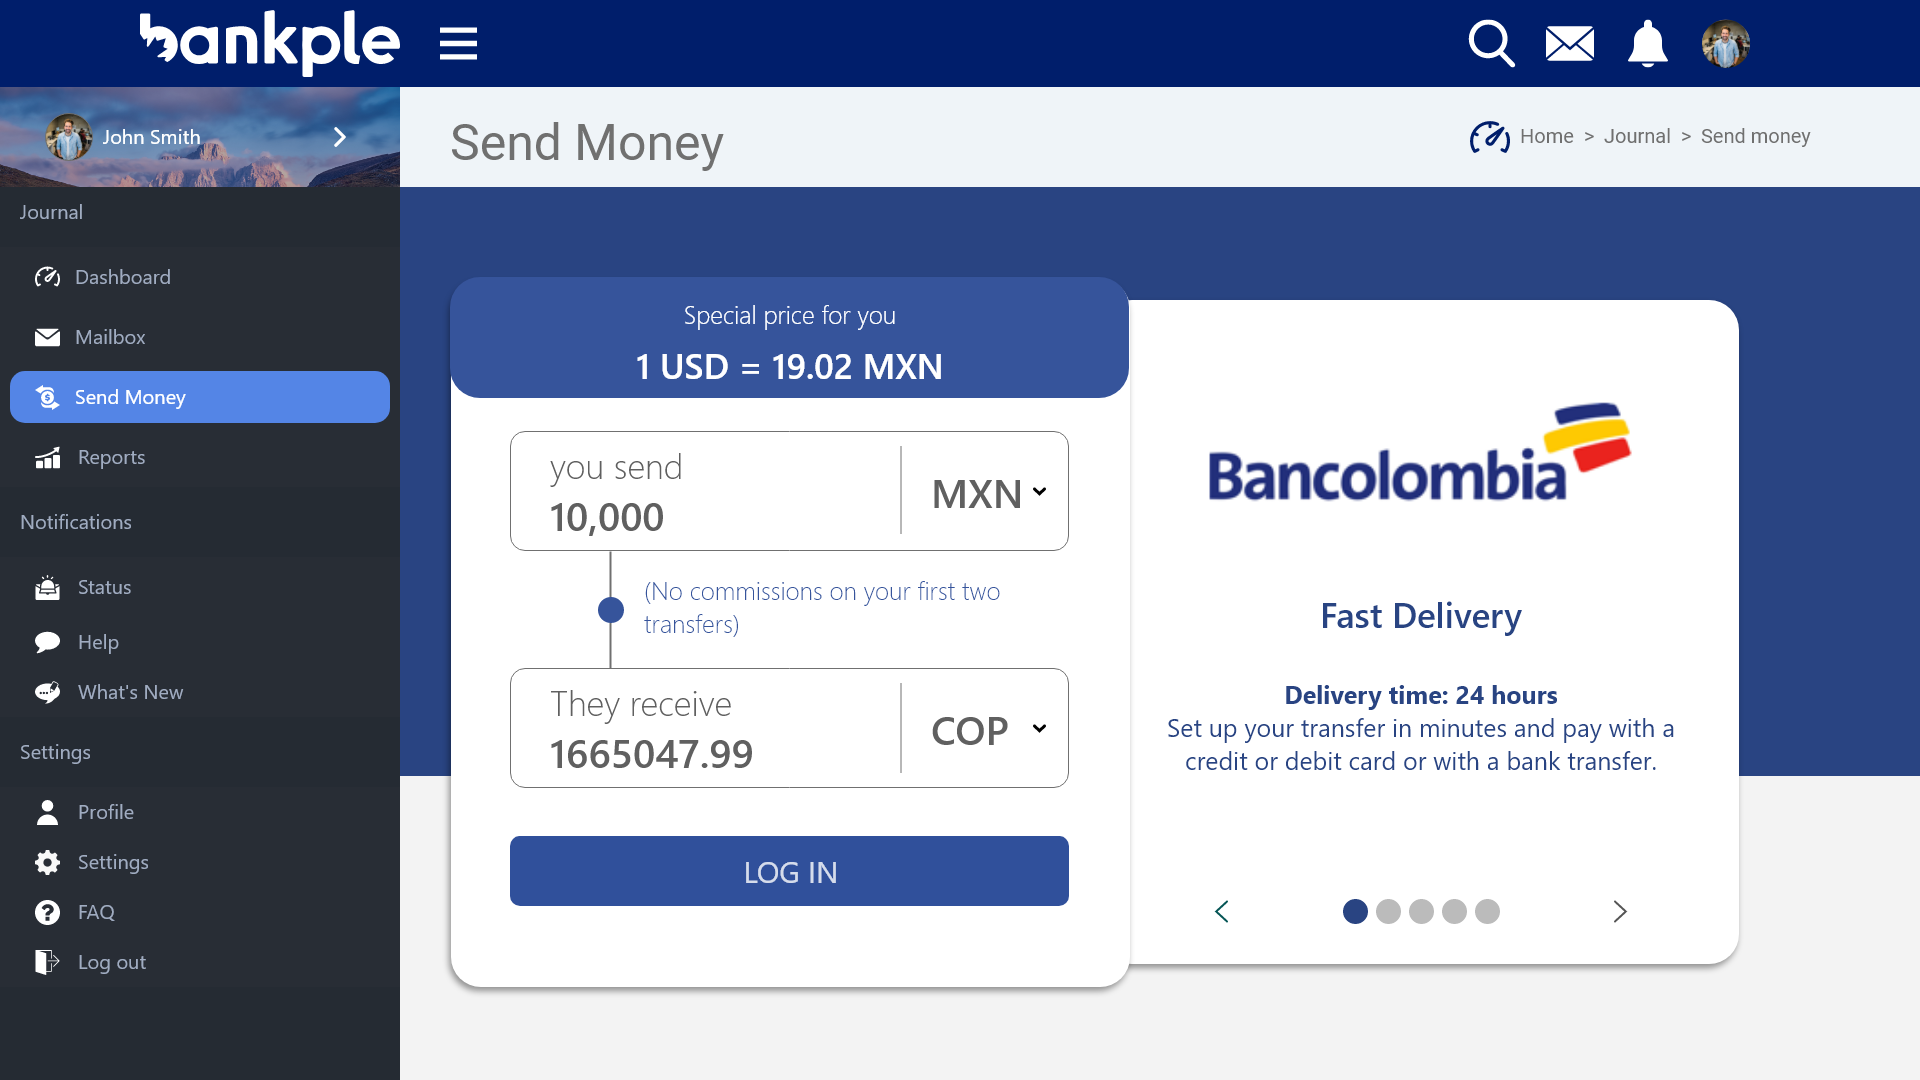 bankple
John Smith
Journal
Dashboard
Mailbox
Send Money
Reports
Notifications
Status
Help
What's New
Settings
Profile
Settings
FAQ
Log out
Send Money
Home > Journal > Send money
Special price for you
1 USD = 19.02 MXN
you send
10,000
MXN
(No commissions on your first two
transfers)
They receive
1665047.99
COP
LOG IN
Bancolombia
Fast Delivery
Delivery time: 24 hours
Set up your transfer in minutes and pay with a
credit or debit card or with a bank transfer.